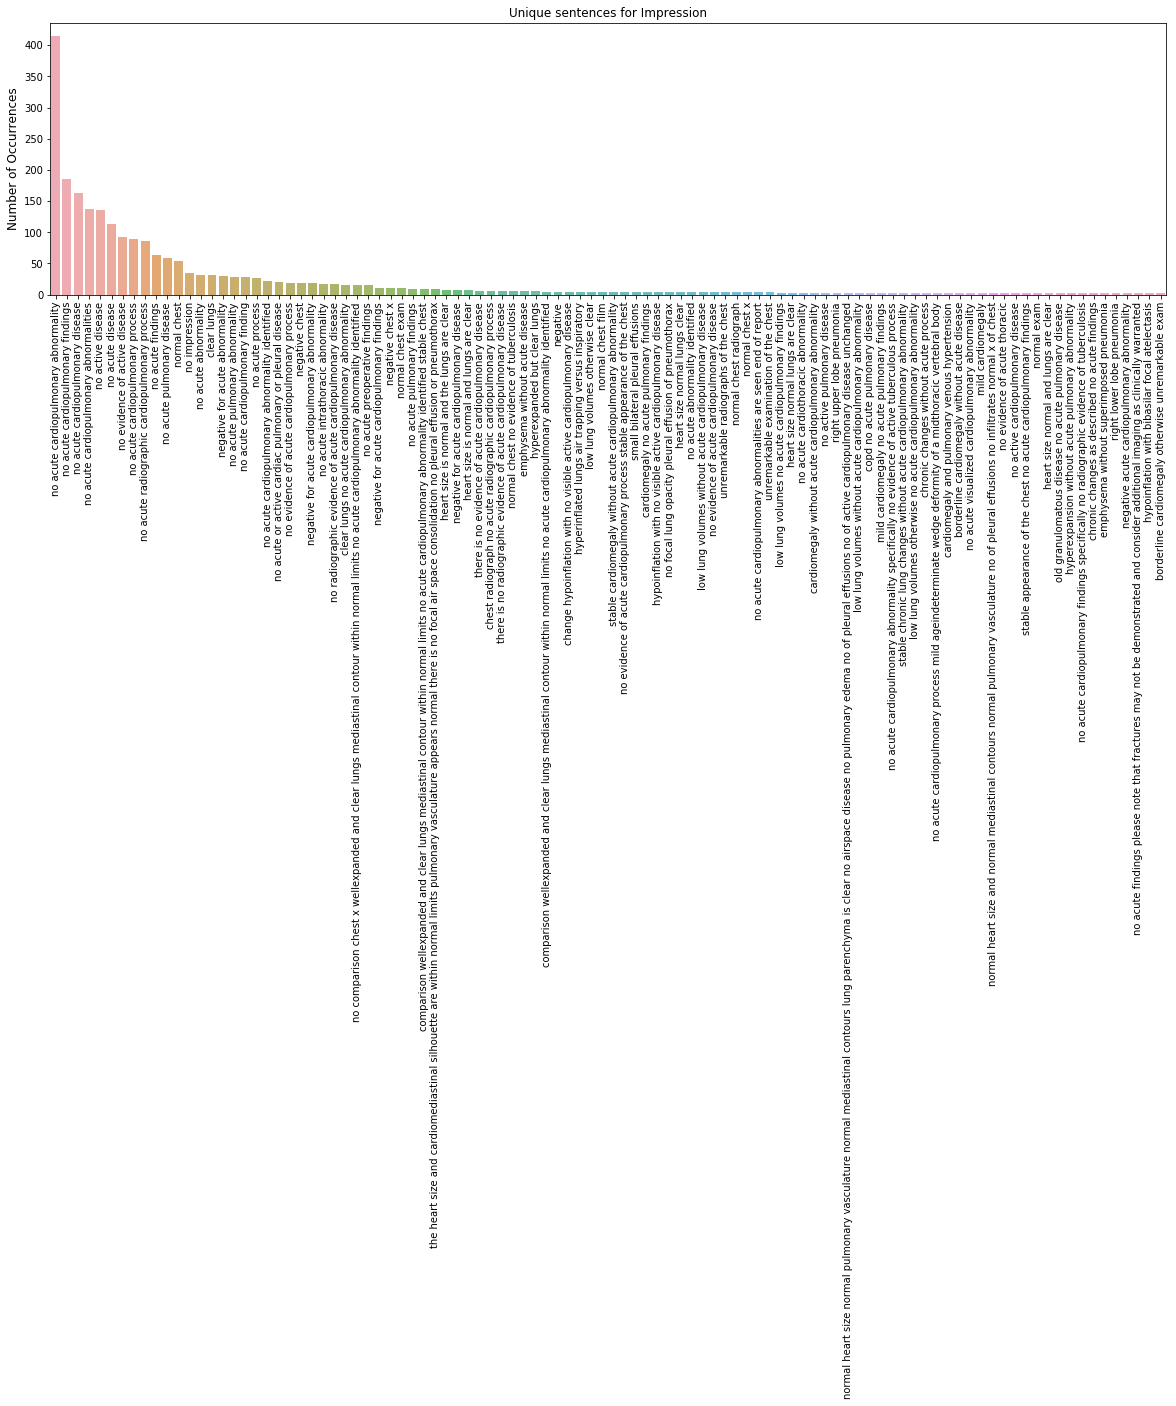 Unique sentences for Impression
Number of Occurrences
400
350
300
250
200
150
100
50
0
no acute cardiopulmonary abnormality
no acute cardiopulmonary findings
no acute cardiopulmonary disease
no acute cardiopulmonary abnormalities
no active disease
no acute disease
no evidence of active disease
no acute cardiopulmonary process
no acute radiographic cardiopulmonary process
no acute findings
no acute pulmonary disease
normal chest
no impression
no acute abnormality
clear lungs
negative for acute abnormality
no acute pulmonary abnormality
no acute cardiopulmonary finding
no acute process
no acute cardiopulmonary abnormality identified
no acute or active cardiac pulmonary or pleural disease
no evidence of acute cardiopulmonary process
negative chest
negative for acute cardiopulmonary abnormality
no acute intrathoracic abnormality
no radiographic evidence of acute cardiopulmonary disease
clear lungs no acute cardiopulmonary abnormality
no comparison chest x wellexpanded and clear lungs mediastinal contour within normal limits no acute cardiopulmonary abnormality identified
no acute preoperative findings
negative for acute cardiopulmonary findings
negative chest x
normal chest exam
no acute pulmonary findings
comparison wellexpanded and clear lungs mediastinal contour within normal limits no acute cardiopulmonary abnormality identified stable chest
the heart size and cardiomediastinal silhouette are within normal limits pulmonary vasculature appears normal there is no focal air space consolidation no pleural effusion or pneumothorax
heart size is normal and the lungs are clear
negative for acute cardiopulmonary disease
heart size is normal and lungs are clear
there is no evidence of acute cardiopulmonary disease
chest radiograph no acute radiographic cardiopulmonary process
there is no radiographic evidence of acute cardiopulmonary disease
normal chest no evidence of tuberculosis
emphysema without acute disease
hyperexpanded but clear lungs
comparison wellexpanded and clear lungs mediastinal contour within normal limits no acute cardiopulmonary abnormality identified
negative
change hypoinflation with no visible active cardiopulmonary disease
hyperinflated lungs air trapping versus inspiratory
low lung volumes otherwise clear
normal chest film
stable cardiomegaly without acute cardiopulmonary abnormality
no evidence of acute cardiopulmonary process stable appearance of the chest
small bilateral pleural effusions
cardiomegaly no acute pulmonary findings
hypoinflation with no visible active cardiopulmonary disease
no focal lung opacity pleural effusion of pneumothorax
heart size normal lungs clear
no acute abnormality identified
low lung volumes without acute cardiopulmonary disease
no evidence of acute cardiopulmonary disease
unremarkable radiographs of the chest
normal chest radiograph
normal chest x
no acute cardiopulmonary abnormalities are seen end of report
unremarkable examination of the chest
low lung volumes no acute cardiopulmonary findings
heart size normal lungs are clear
no acute cardiothoracic abnormality
cardiomegaly without acute cardiopulmonary abnormality
no active pulmonary disease
right upper lobe pneumonia
normal heart size normal pulmonary vasculature normal mediastinal contours lung parenchyma is clear no airspace disease no pulmonary edema no of pleural effusions no of active cardiopulmonary disease unchanged
low lung volumes without acute cardiopulmonary abnormality
copd no acute pulmonary disease
mild cardiomegaly no acute pulmonary findings
no acute cardiopulmonary abnormality specifically no evidence of active tuberculous process
stable chronic lung changes without acute cardiopulmonary abnormality
low lung volumes otherwise no acute cardiopulmonary abnormality
chronic changes without acute process
no acute cardiopulmonary process mild ageindeterminate wedge deformity of a midthoracic vertebral body
cardiomegaly and pulmonary venous hypertension
borderline cardiomegaly without acute disease
no acute visualized cardiopulmonary abnormality
mild cardiomegaly
normal heart size and normal mediastinal contours normal pulmonary vasculature no of pleural effusions no infiltrates normal x of chest
no evidence of acute thoracic
no active cardiopulmonary disease
stable appearance of the chest no acute cardiopulmonary findings
normal exam
heart size normal and lungs are clear
old granulomatous disease no acute pulmonary disease
hyperexpansion without acute pulmonary abnormality
no acute cardiopulmonary findings specifically no radiographic evidence of tuberculosis
chronic changes as described no acute findings
emphysema without superimposed pneumonia
right lower lobe pneumonia
negative acute cardiopulmonary abnormality
no acute findings please note that fractures may not be demonstrated and consider additional imaging as clinically warranted
hypoinflation with bibasilar focal atelectasis
borderline cardiomegaly otherwise unremarkable exam